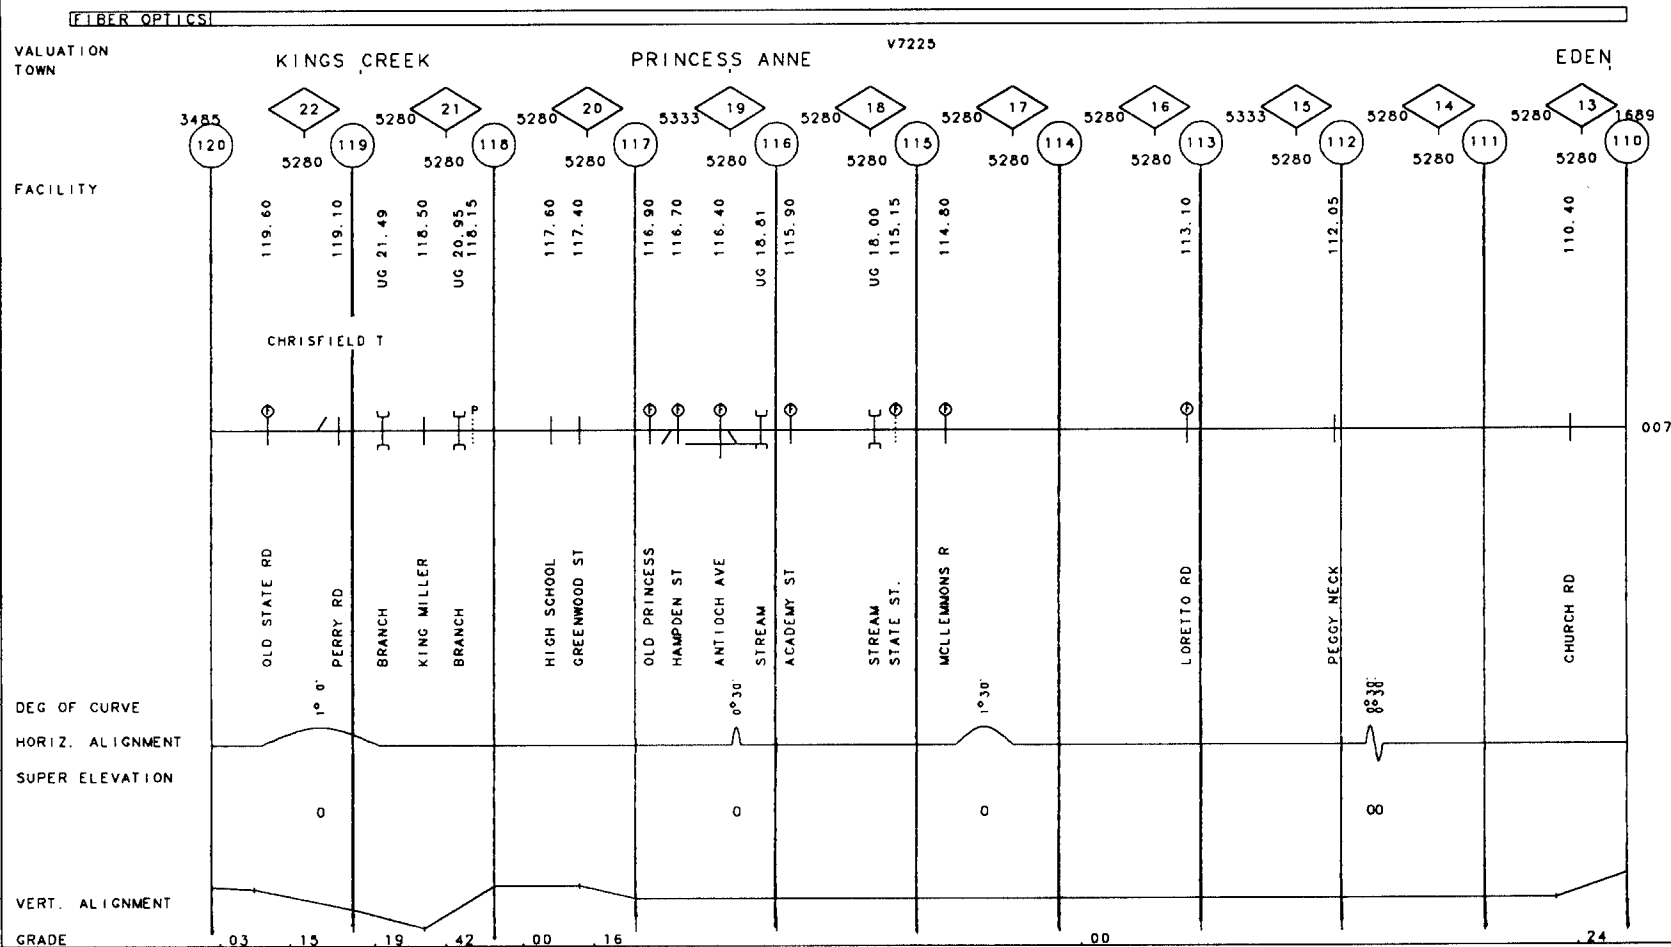 FIBER OPTICS
VALUATION V7225
TOWN KINGS CREEK PRINCESS ANNE EDEN
22 21 20 19 18 17 16 15 14 13
3485 5280 5280 5333 5280 5280 5280 5333 5280 5280 1689
120 119 118 117 116 115 114 113 112 111 110
5280 5280 5280 5280 5280 5280 5280 5280 5280 5280
FACILITY
119.60
119.10
UG 21.49
118.50
UG 20.95
118.15
117.60
117.40
116.90
116.70
116.40
UG 18.81
115.90
UG 18.00
115.15
114.80
113.10
112.05
110.40
CHRISFIELD T
F P F F F F F F F
007
OLD STATE RD
PERRY RD
BRANCH
KING MILLER
BRANCH
HIGH SCHOOL
GREENWOOD ST
OLD PRINCESS
HAMPDEN ST
ANTIOCH AVE
STREAM
ACADEMY ST
STREAM
STATE ST.
MCLLEMMONS R
LORETTO RD
PEGGY NECK
CHURCH RD
DEG OF CURVE 1° 0' 0°30' 1°30' 0°30' 0°30'
HORIZ. ALIGNMENT
SUPER ELEVATION
0 0 0 00
VERT. ALIGNMENT
GRADE .03 .15 .19 .42 .00 .16 .00 .24